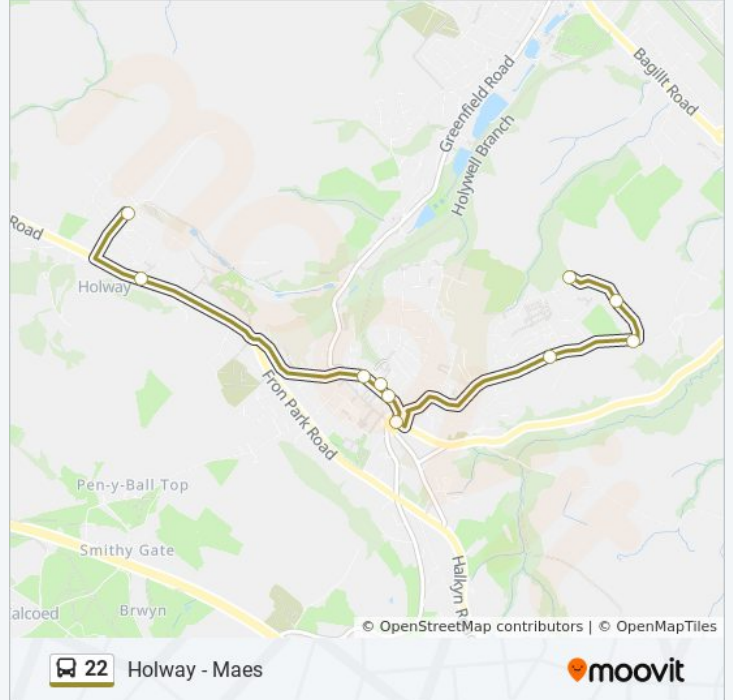 Bagillt Road
Greenfield Road
Holywell Branch
Road
Holway
Fron Park Road
Pen-y-Ball Top
Smithy Gate
alcoed
Brwyn
Halkyn R
© OpenStreetMap contributors | © OpenMapTiles
22 Holway - Maes
moovit